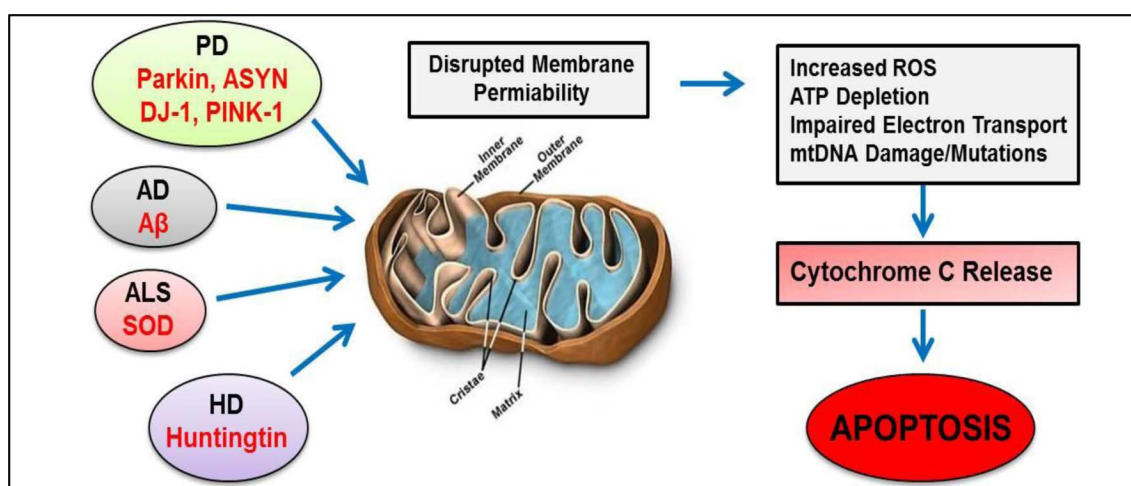 PD
Parkin, ASYN
DJ-1, PINK-1
AD
Aβ
ALS
SOD
HD
Huntingtin
Disrupted Membrane
Permiability
Inner
Membrane
Outer
Membrane
Cristae
Matrix
Increased ROS
ATP Depletion
Impaired Electron Transport
mtDNA Damage/Mutations
Cytochrome C Release
APOPTOSIS